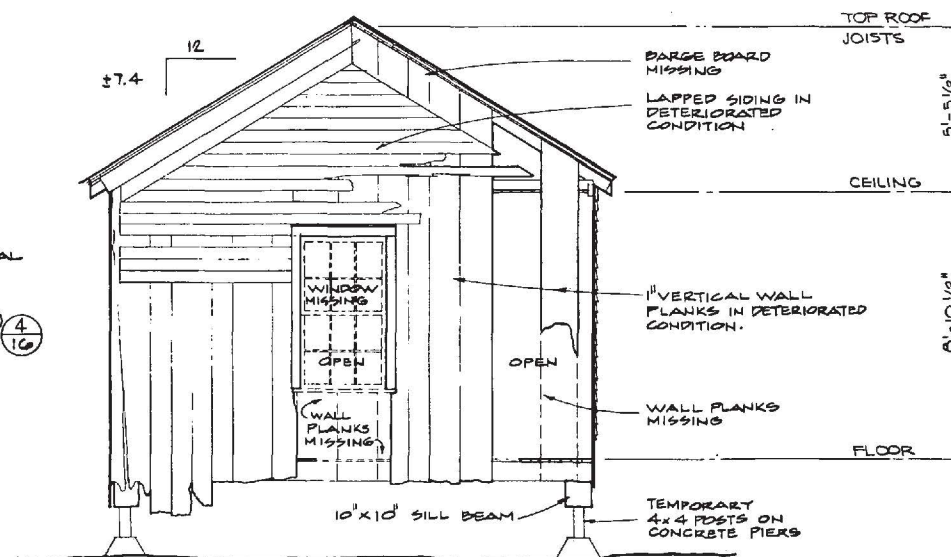 TOP ROOF
JOISTS
12
±7.4
BARGE BOARD
MISSING
LAPPED SIDING IN
DETERIORATED
CONDITION
5'-5 1/6"
CEILING
AL
4
16
WINDOW
MISSING
OPEN
OPEN
1" VERTICAL WALL
PLANKS IN DETERIORATED
CONDITION.
8'-10 1/2"
WALL
PLANKS
MISSING
WALL PLANKS
MISSING
FLOOR
10"X10" SILL BEAM
TEMPORARY
4x4 POSTS ON
CONCRETE PIERS